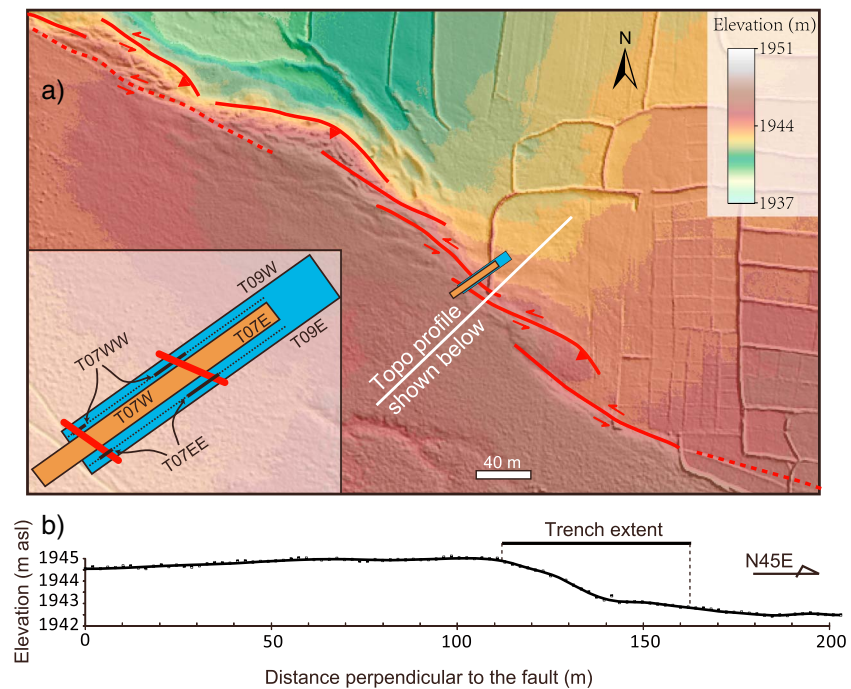 a)
N
Elevation (m)
1951
1944
1937
T09W
T07E
T09E
T07WW
T07W
T07EE
Topo profile
shown below
40 m
b)
Trench extent
N45E
Elevation (m asl)
1945
1944
1943
1942
0
50
100
150
200
Distance perpendicular to the fault (m)